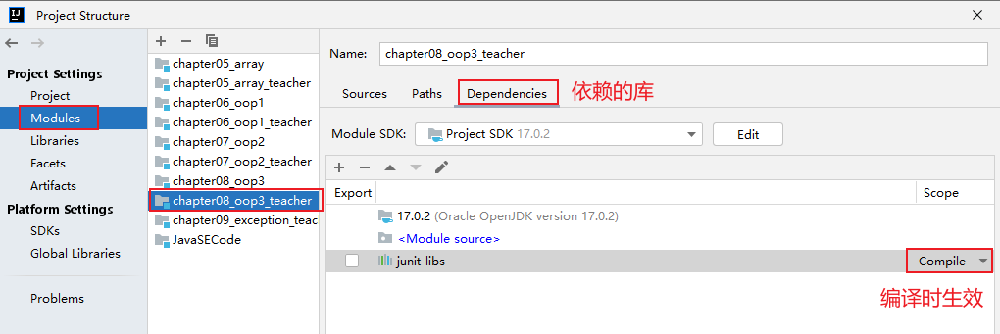 Project Structure
Project Settings
Project
Modules
Libraries
Facets
Artifacts
Platform Settings
SDKs
Global Libraries
Problems
chapter05_array
chapter05_array_teacher
chapter06_oop1
chapter06_oop1_teacher
chapter07_oop2
chapter07_oop2_teacher
chapter08_oop3
chapter08_oop3_teacher
chapter09_exception_teac
JavaSECode
Name: chapter08_oop3_teacher
Sources Paths Dependencies 依赖的库
Module SDK: Project SDK 17.0.2 Edit
Export Scope
17.0.2 (Oracle OpenJDK version 17.0.2)
<Module source>
junit-libs Compile
编译时生效